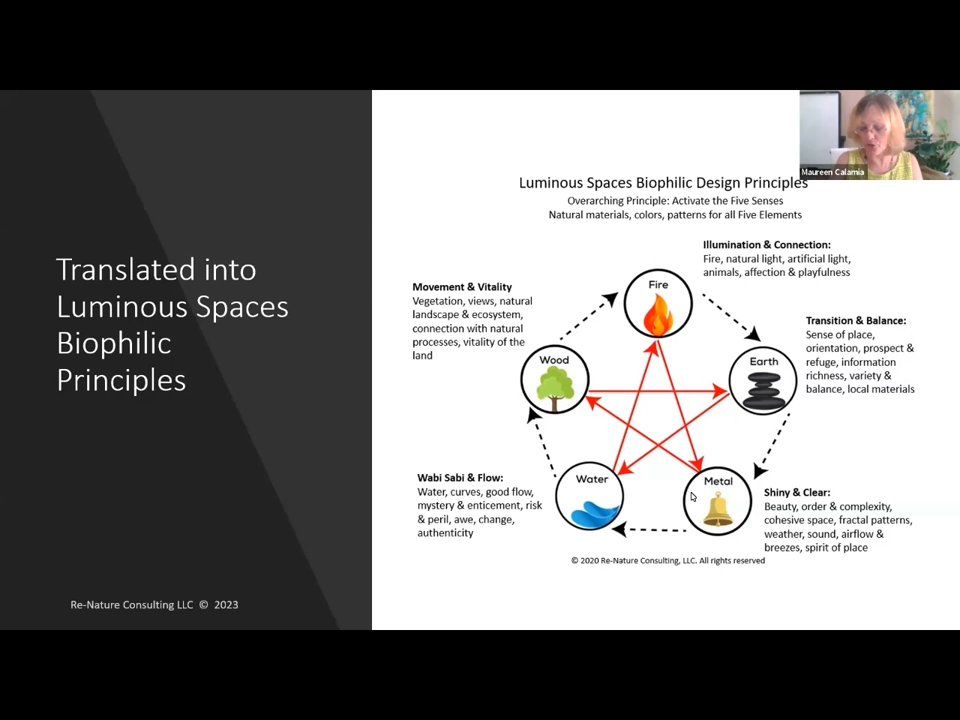 Translated into
Luminous Spaces
Biophilic
Principles
Re-Nature Consulting LLC © 2023
Maureen Calamia
Luminous Spaces Biophilic Design Principles
Overarching Principle: Activate the Five Senses
Natural materials, colors, patterns for all Five Elements
Illumination & Connection:
Fire, natural light, artificial light,
animals, affection & playfulness
Fire
Movement & Vitality
Vegetation, views, natural
landscape & ecosystem,
connection with natural
processes, vitality of the
land
Transition & Balance:
Sense of place,
orientation, prospect &
refuge, information
richness, variety &
balance, local materials
Wood
Earth
Wabi Sabi & Flow:
Water, curves, good flow,
mystery & enticement, risk
& peril, awe, change,
authenticity
Water
Metal
Shiny & Clear:
Beauty, order & complexity,
cohesive space, fractal patterns,
weather, sound, airflow &
breezes, spirit of place
© 2020 Re-Nature Consulting, LLC. All rights reserved